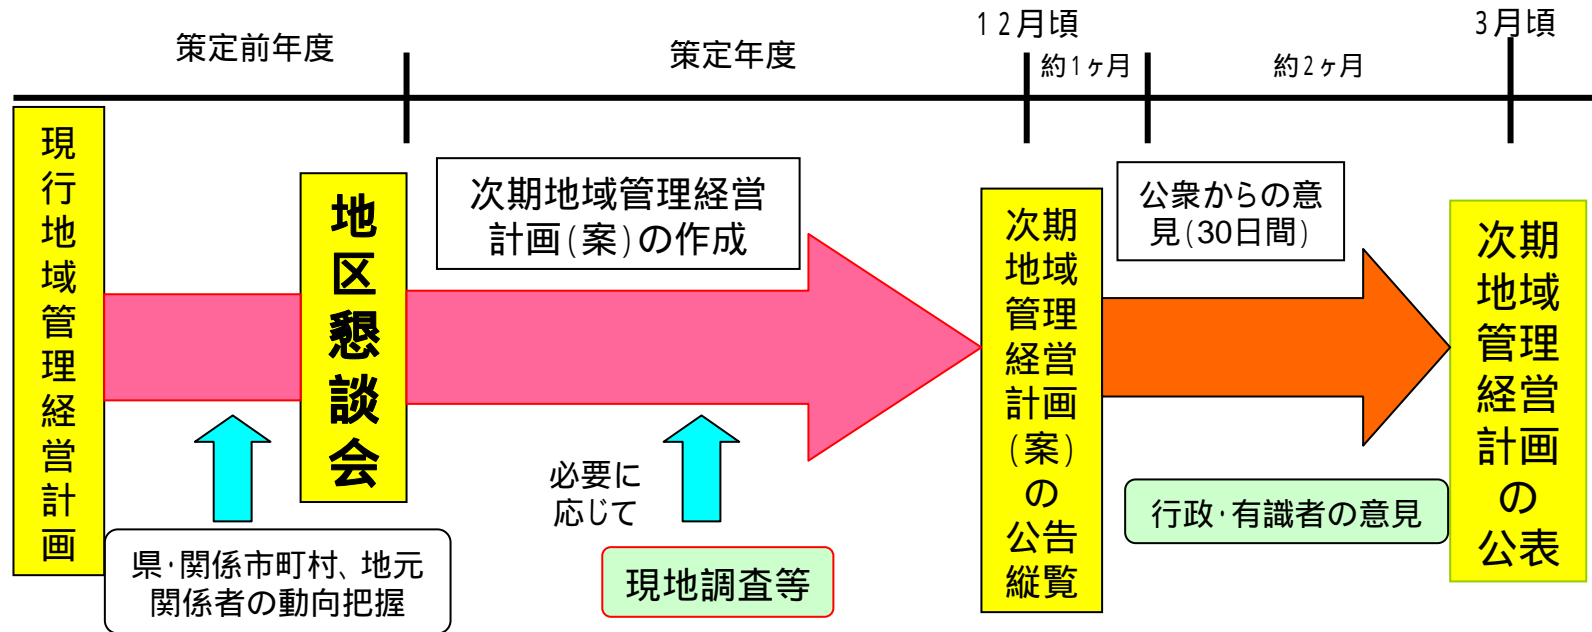 策定前年度
策定年度
12月頃
約1ヶ月
約2ヶ月
3月頃
現行地域管理経営計画
地区懇談会
次期地域管理経営
計画(案)の作成
次期
地域
管理
経営
計画
(案)
の
公告
縦覧
公衆からの意
見(30日間)
次期
地域
管理
経営
計画
の
公表
県・関係市町村、地元
関係者の動向把握
必要に
応じて
現地調査等
行政・有識者の意見